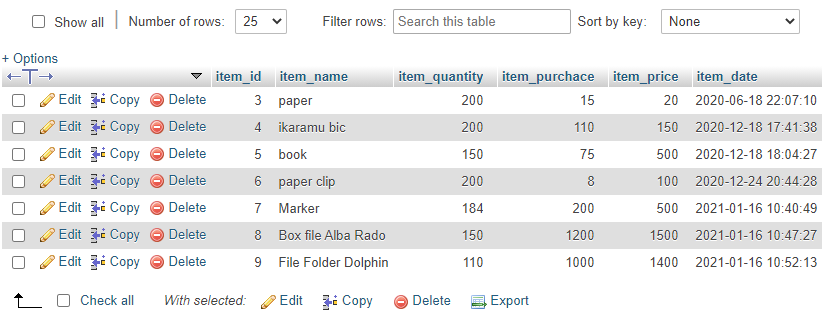 Show all Number of rows: 25 Filter rows: Search this table Sort by key: None
+ Options
item_id item_name item_quantity item_purchace item_price item_date
Edit Copy Delete 3 paper 200 15 20 2020-06-18 22:07:10
Edit Copy Delete 4 ikaramu bic 200 110 150 2020-12-18 17:41:38
Edit Copy Delete 5 book 150 75 500 2020-12-18 18:04:27
Edit Copy Delete 6 paper clip 200 8 100 2020-12-24 20:44:28
Edit Copy Delete 7 Marker 184 200 500 2021-01-16 10:40:49
Edit Copy Delete 8 Box file Alba Rado 150 1200 1500 2021-01-16 10:47:27
Edit Copy Delete 9 File Folder Dolphin 110 1000 1400 2021-01-16 10:52:13
Check all With selected: Edit Copy Delete Export